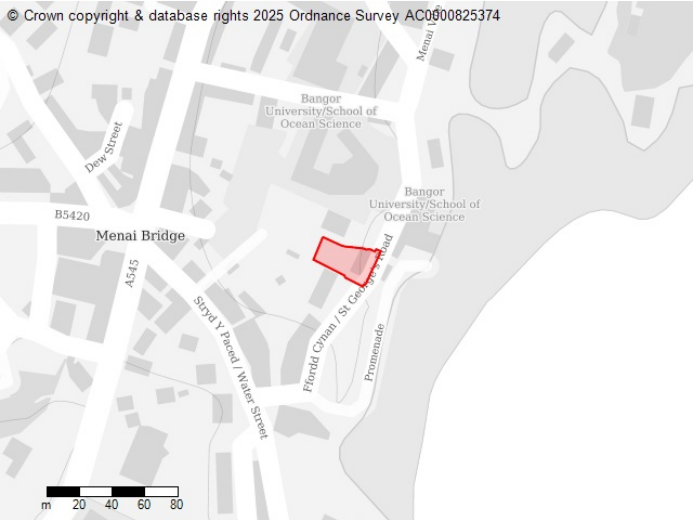 © Crown copyright & database rights 2025 Ordnance Survey AC0000825374
Menai V
Bangor
University/School of
Ocean Science
Dew Street
Bangor
University/School of
Ocean Science
B5420
Menai Bridge
A545
Stryd Y Paced / Water Street
Ffordd Cynan / St George's Road
Promenade
m 20 40 60 80